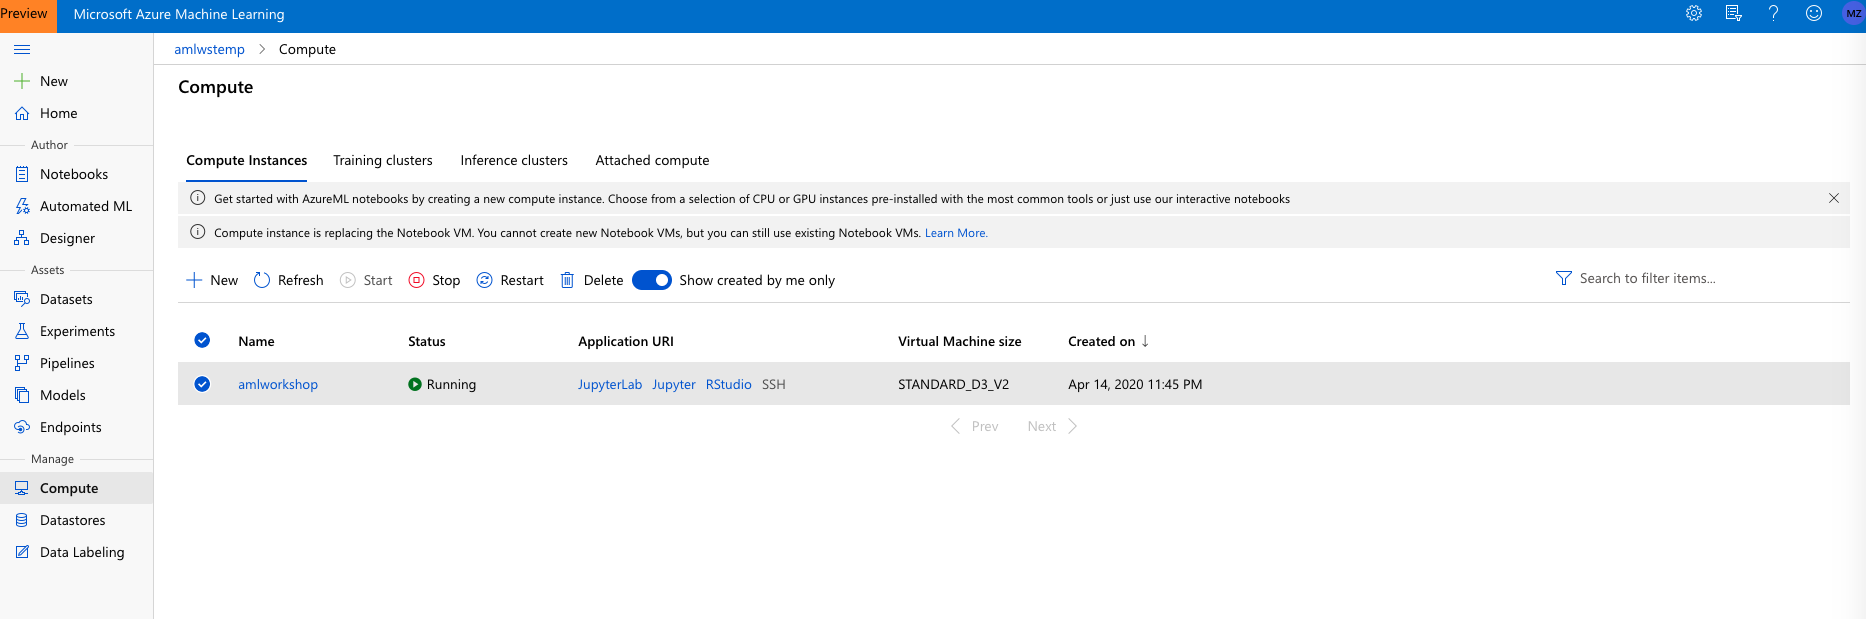 Preview Microsoft Azure Machine Learning MZ
amlwstemp > Compute
New
Home
Author
Notebooks
Automated ML
Designer
Assets
Datasets
Experiments
Pipelines
Models
Endpoints
Manage
Compute
Datastores
Data Labeling
Compute
Compute Instances Training clusters Inference clusters Attached compute
Get started with AzureML notebooks by creating a new compute instance. Choose from a selection of CPU or GPU instances pre-installed with the most common tools or just use our interactive notebooks
Compute instance is replacing the Notebook VM. You cannot create new Notebook VMs, but you can still use existing Notebook VMs. Learn More.
New Refresh Start Stop Restart Delete Show created by me only Search to filter items...
Name Status Application URI Virtual Machine size Created on ↓
amlworkshop Running JupyterLab Jupyter RStudio SSH STANDARD_D3_V2 Apr 14, 2020 11:45 PM
< Prev Next >